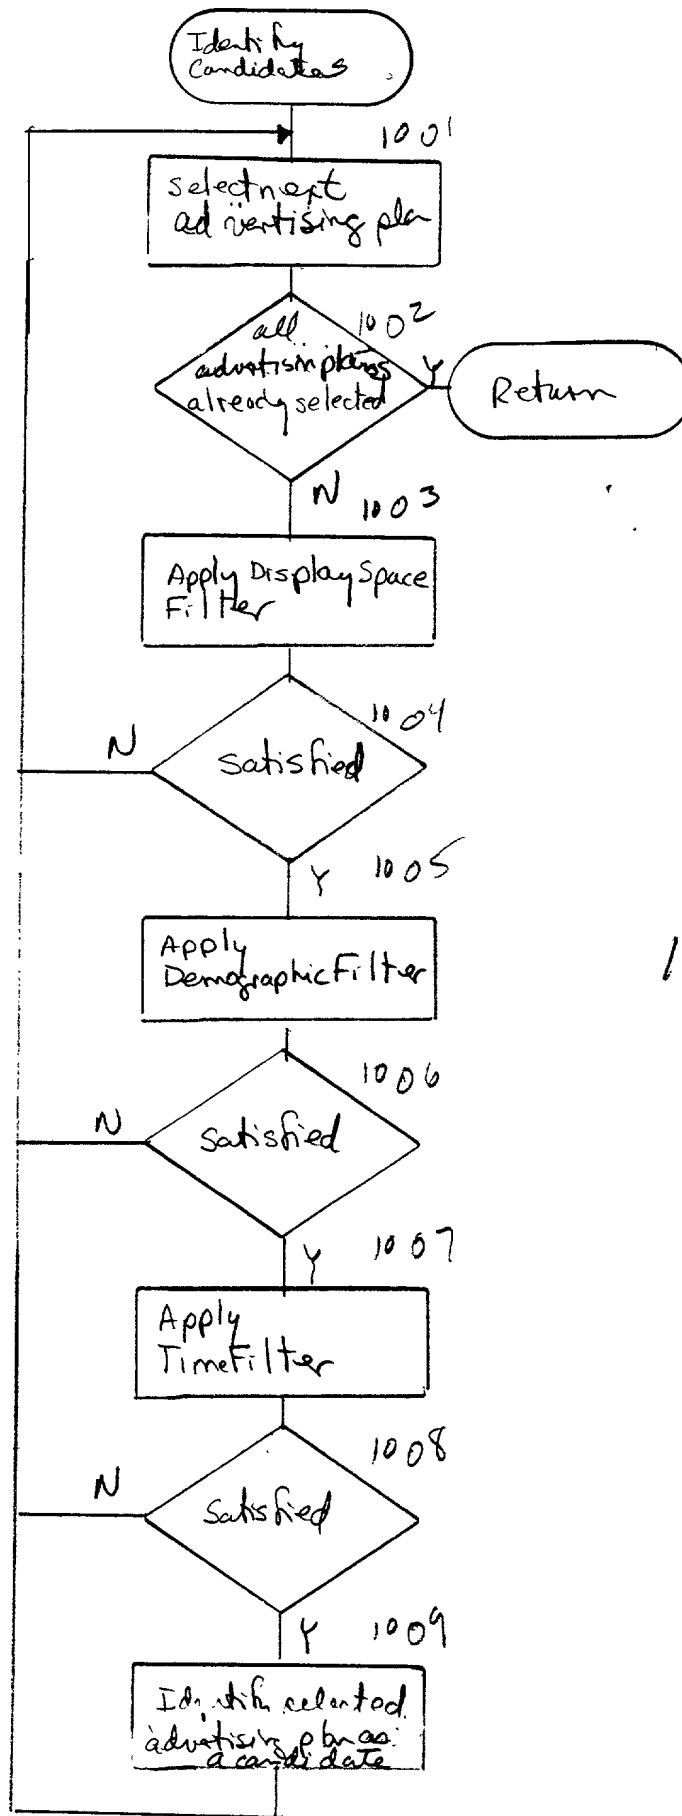 Identify
Candidates
1001
select next
advertising plan
1002
all
advertising plans
already selected
Y
Return
N
1003
Apply Display Space
Filter
1004
N
satisfied
Y
1005
Apply
Demographic Filter
1
1006
N
satisfied
Y
1007
Apply
Time Filter
1008
N
Satisfied
Y
1009
Identify selected
advertising plan as
a candidate